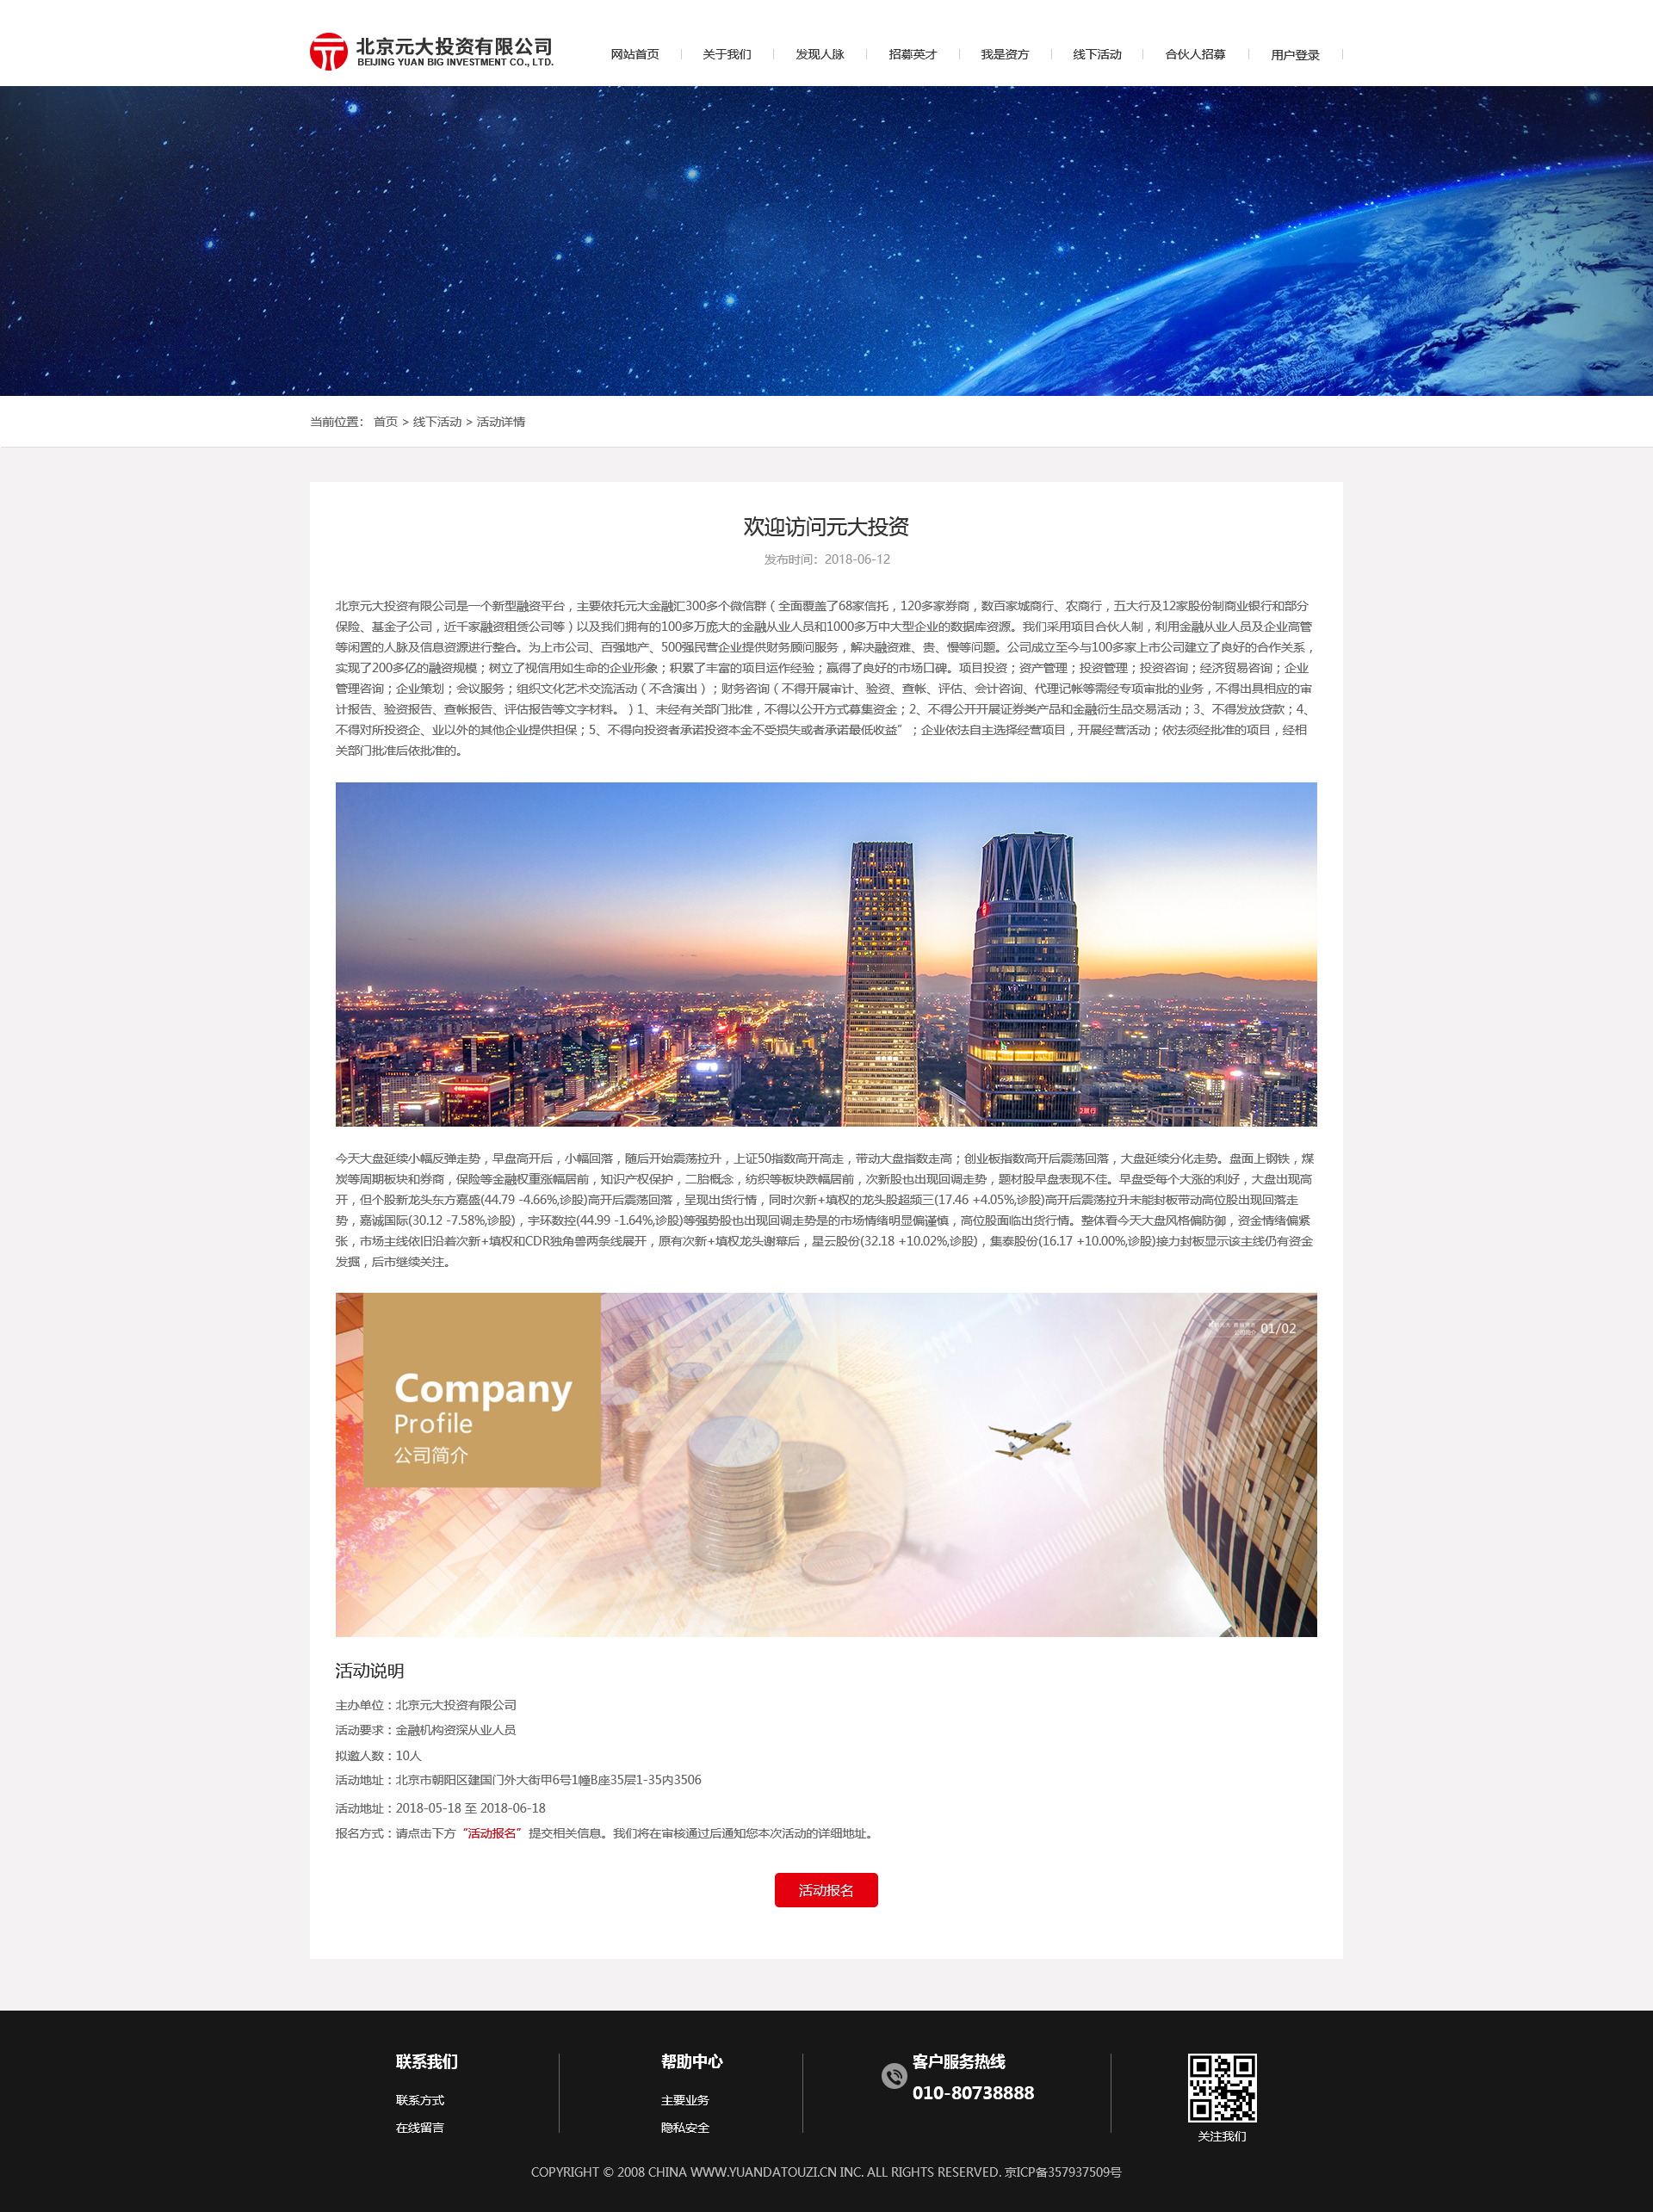 北京元大投资有限公司
BEIJING YUAN BIG INVESTMENT CO., LTD.
网站首页
关于我们
发现人脉
招募英才
我是资方
线下活动
合伙人招募
用户登录
当前位置： 首页 > 线下活动 > 活动详情
欢迎访问元大投资
发布时间：2018-06-12
北京元大投资有限公司是一个新型融资平台，主要依托元大金融汇300多个微信群（全面覆盖了68家信托，120多家券商，数百家城商行、农商行，五大行及12家股份制商业银行和部分
保险、基金子公司，近千家融资租赁公司等）以及我们拥有的100多万庞大的金融从业人员和1000多万中大型企业的数据库资源。我们采用项目合伙人制，利用金融从业人员及企业高管
等闲置的人脉及信息资源进行整合。为上市公司、百强地产、500强民营企业提供财务顾问服务，解决融资难、贵、慢等问题。公司成立至今与100多家上市公司建立了良好的合作关系，
实现了200多亿的融资规模；树立了视信用如生命的企业形象；积累了丰富的项目运作经验；赢得了良好的市场口碑。项目投资；资产管理；投资管理；投资咨询；经济贸易咨询；企业
管理咨询；企业策划；会议服务；组织文化艺术交流活动（不含演出）；财务咨询（不得开展审计、验资、查帐、评估、会计咨询、代理记帐等需经专项审批的业务，不得出具相应的审
计报告、验资报告、查帐报告、评估报告等文字材料。）1、未经有关部门批准，不得以公开方式募集资金；2、不得公开开展证券类产品和金融衍生品交易活动；3、不得发放贷款；4、
不得对所投资企、业以外的其他企业提供担保；5、不得向投资者承诺投资本金不受损失或者承诺最低收益”；企业依法自主选择经营项目，开展经营活动；依法须经批准的项目，经相
关部门批准后依批准的。
今天大盘延续小幅反弹走势，早盘高开后，小幅回落，随后开始震荡拉升，上证50指数高开高走，带动大盘指数走高；创业板指数高开后震荡回落，大盘延续分化走势。盘面上钢铁，煤
炭等周期板块和券商，保险等金融权重涨幅居前，知识产权保护，二胎概念，纺织等板块跌幅居前，次新股也出现回调走势，题材股早盘表现不佳。早盘受每个大涨的利好，大盘出现高
开，但个股新龙头东方嘉盛(44.79 -4.66%,诊股)高开后震荡回落，呈现出货行情，同时次新+填权的龙头股超频三(17.46 +4.05%,诊股)高开后震荡拉升未能封板带动高位股出现回落走
势，嘉诚国际(30.12 -7.58%,诊股)，宇环数控(44.99 -1.64%,诊股)等强势股也出现回调走势是的市场情绪明显偏谨慎，高位股面临出货行情。整体看今天大盘风格偏防御，资金情绪偏紧
张，市场主线依旧沿着次新+填权和CDR独角兽两条线展开，原有次新+填权龙头谢幕后，星云股份(32.18 +10.02%,诊股)，集泰股份(16.17 +10.00%,诊股)接力封板显示该主线仍有资金
发掘，后市继续关注。
Company
Profile
公司简介
01/02
活动说明
主办单位：北京元大投资有限公司
活动要求：金融机构资深从业人员
拟邀人数：10人
活动地址：北京市朝阳区建国门外大街甲6号1幢B座35层1-35内3506
活动地址：2018-05-18 至 2018-06-18
报名方式：请点击下方“活动报名”提交相关信息。我们将在审核通过后通知您本次活动的详细地址。
活动报名
联系我们
联系方式
在线留言
帮助中心
主要业务
隐私安全
客户服务热线
010-80738888
关注我们
COPYRIGHT © 2008 CHINA WWW.YUANDATOUZI.CN INC. ALL RIGHTS RESERVED. 京ICP备357937509号